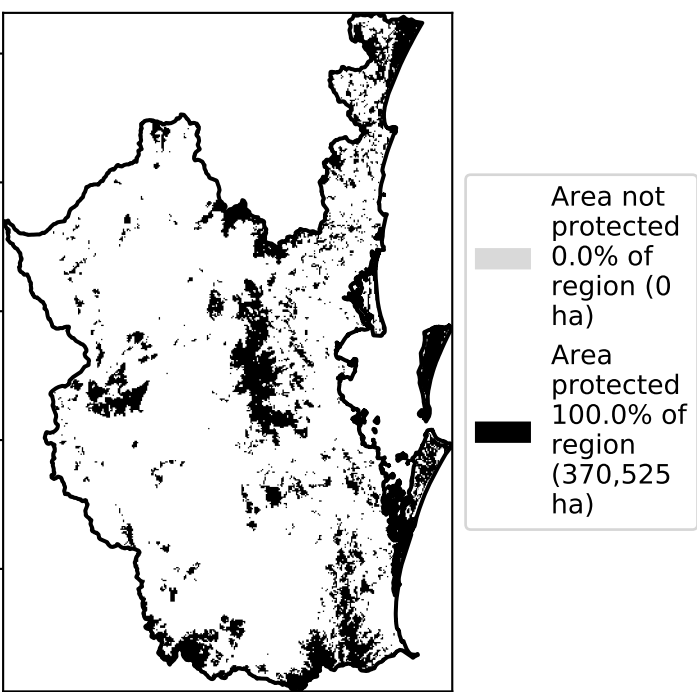 Area not
protected
0.0% of
region (0
ha)
Area
protected
100.0% of
region
(370,525
ha)